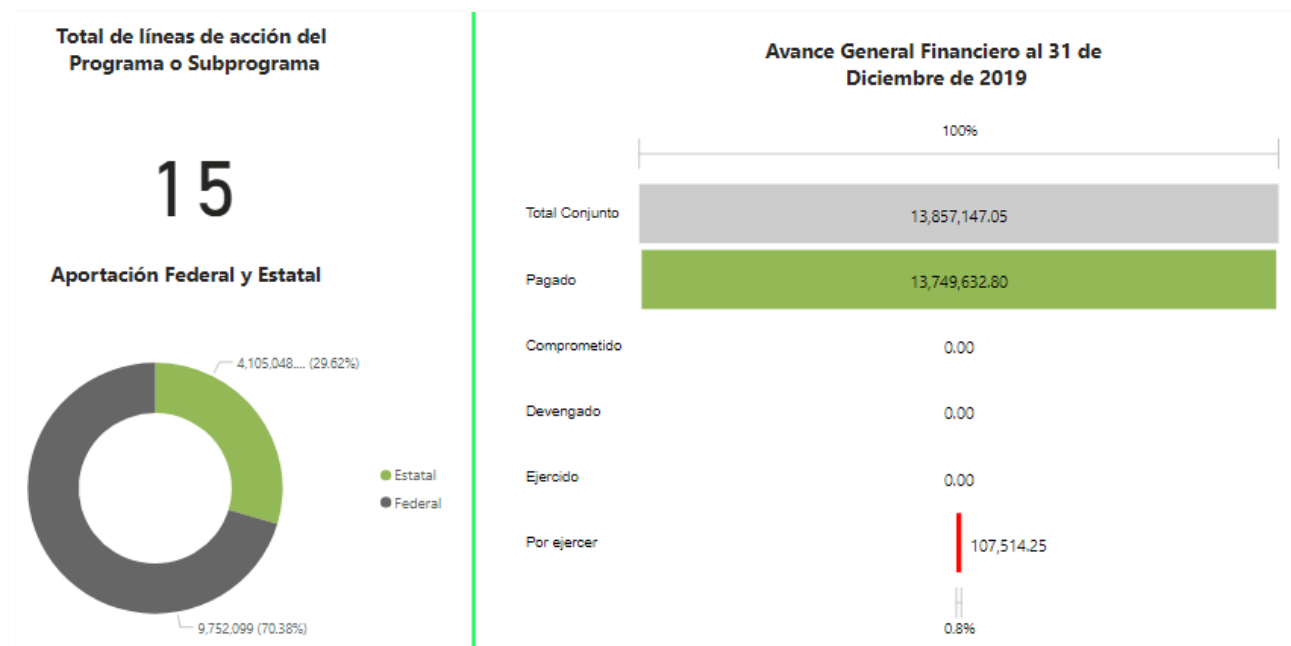 Total de líneas de acción del
Programa o Subprograma
15
Aportación Federal y Estatal
4,105,048.... (29.62%)
Estatal
Federal
9,752,099 (70.38%)
Avance General Financiero al 31 de
Diciembre de 2019
100%
Total Conjunto 13,857,147.05
Pagado 13,749,632.80
Comprometido 0.00
Devengado 0.00
Ejercido 0.00
Por ejercer 107,514.25
0.8%